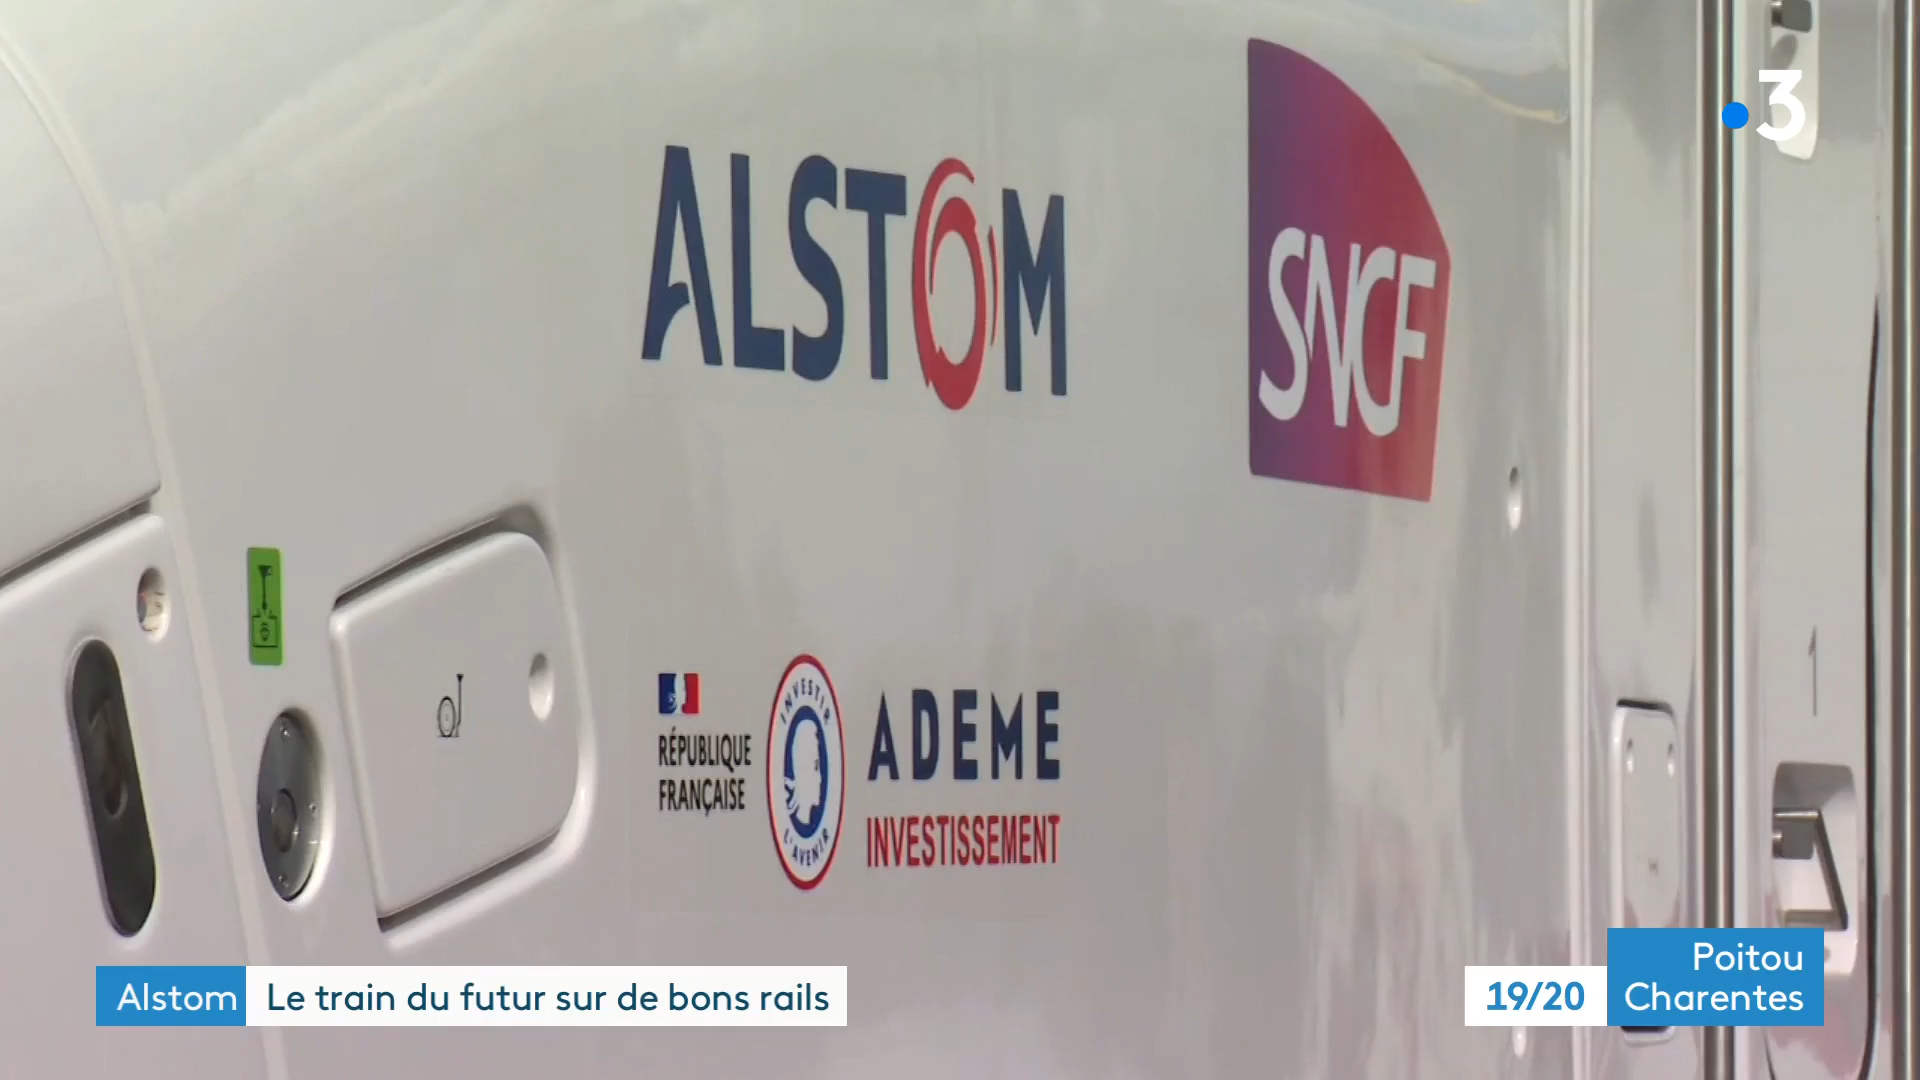 3
ALSTOM
SNCF
1
RÉPUBLIQUE
FRANÇAISE
INVESTIR
L'AVENIR
ADEME
INVESTISSEMENT
Alstom Le train du futur sur de bons rails
19/20
Poitou
Charentes